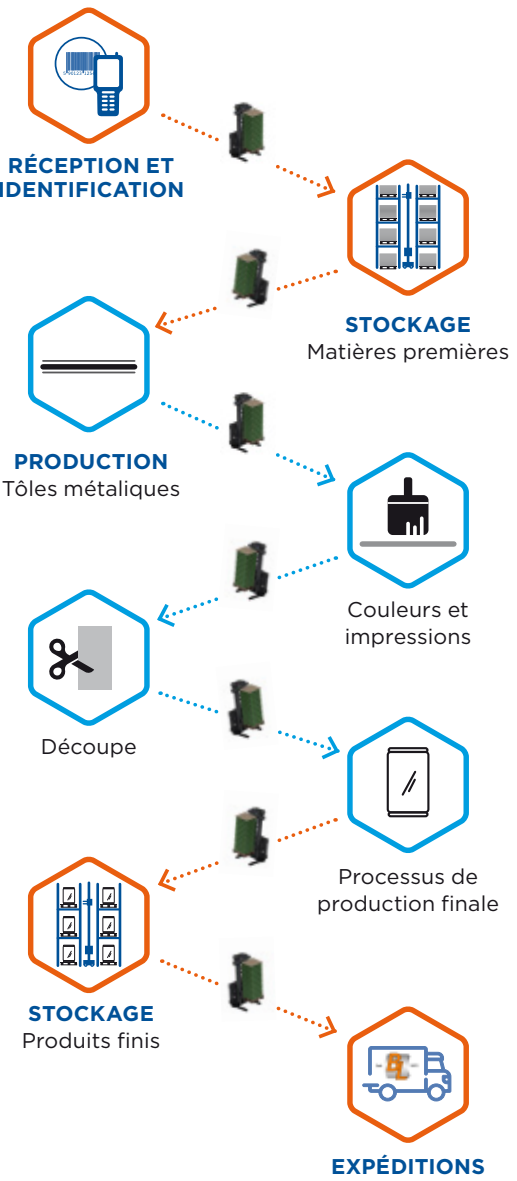 RÉCEPTION ET
IDENTIFICATION
STOCKAGE
Matières premières
PRODUCTION
Tôles métaliques
Couleurs et
impressions
Découpe
Processus de
production finale
STOCKAGE
Produits finis
EXPÉDITIONS